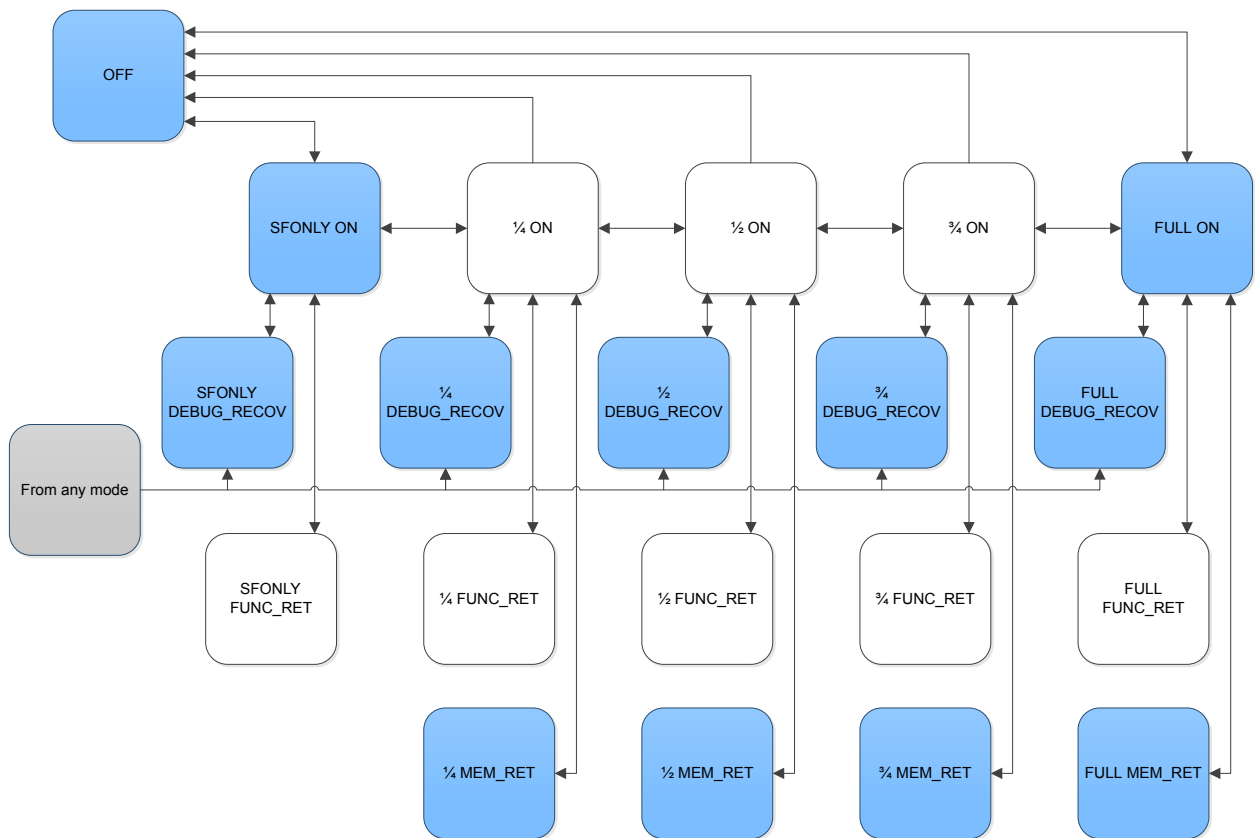 OFF
SFONLY ON
¼ ON
½ ON
¾ ON
FULL ON
SFONLY
DEBUG_RECOV
¼
DEBUG_RECOV
½
DEBUG_RECOV
¾
DEBUG_RECOV
FULL
DEBUG_RECOV
From any mode
SFONLY
FUNC_RET
¼ FUNC_RET
½ FUNC_RET
¾ FUNC_RET
FULL
FUNC_RET
¼ MEM_RET
½ MEM_RET
¾ MEM_RET
FULL MEM_RET